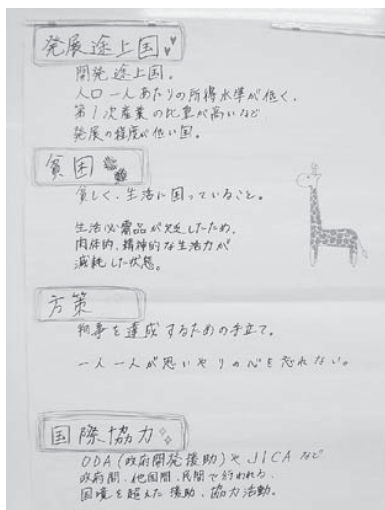 発展途上国
開発途上国。
人口一人あたりの所得水準が低く、
第1次産業の比重が高いなど
発展の程度が低い国。
貧困
貧しく、生活に困っていること。
生活必需品が欠乏したため、
肉体的、精神的な生活力が
減耗した状態。
方策
物事を達成するための手立て。
一人一人が思いやりの心を忘れない。
国際協力
ODA(政府開発援助)やJICAなど
政府間、他国間、民間で行われる、
国境を超えた援助、協力活動。